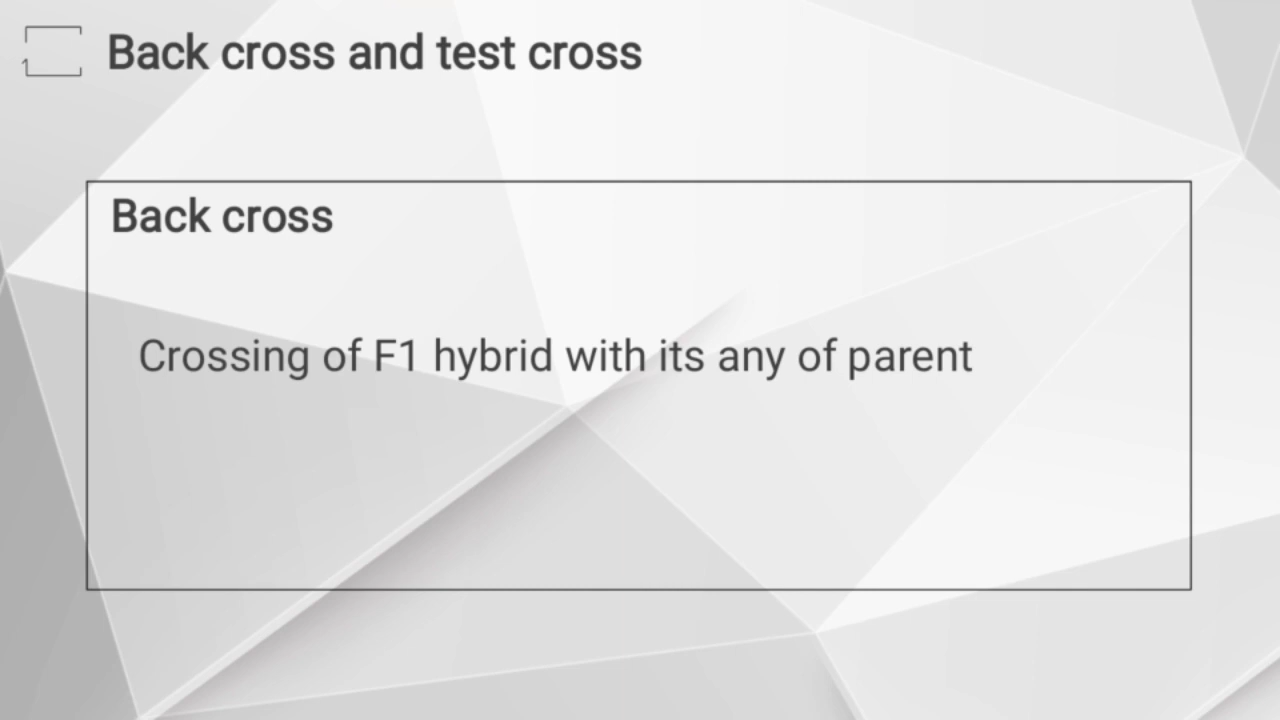 Back cross and test cross
Back cross
Crossing of F1 hybrid with its any of parent